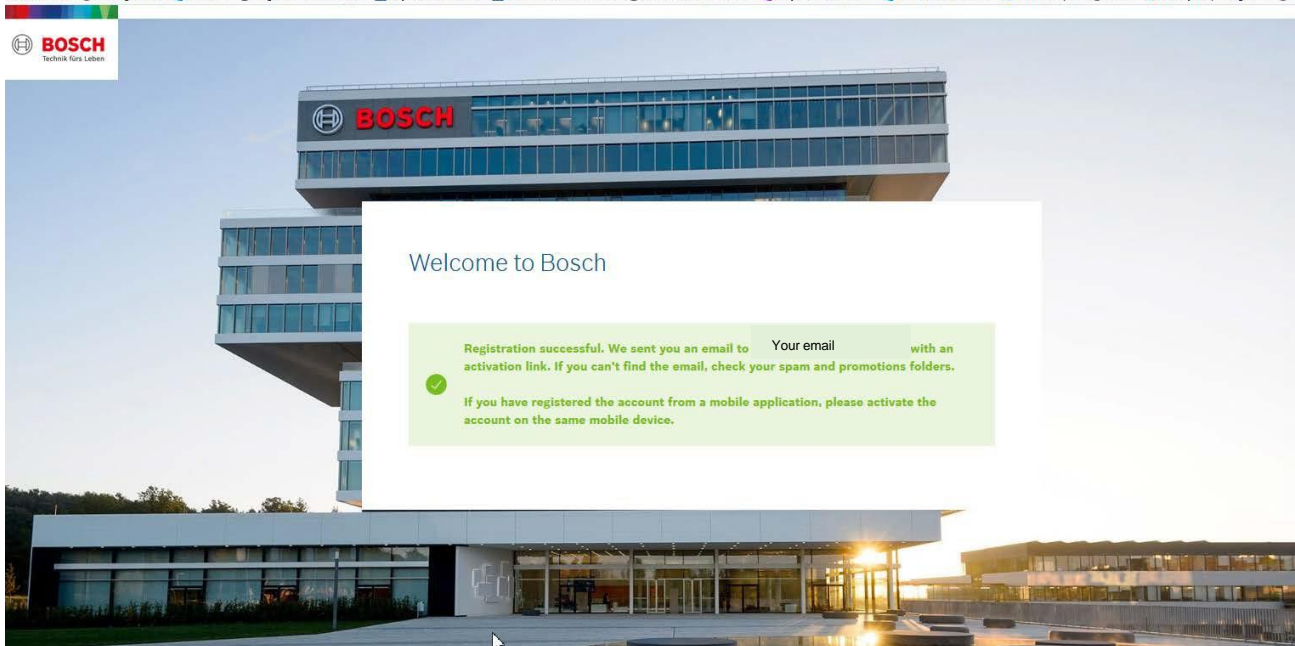 BOSCH
Technik fürs Leben
BOSCH
Welcome to Bosch
Registration successful. We sent you an email to Your email with an
activation link. If you can't find the email, check your spam and promotions folders.
If you have registered the account from a mobile application, please activate the
account on the same mobile device.